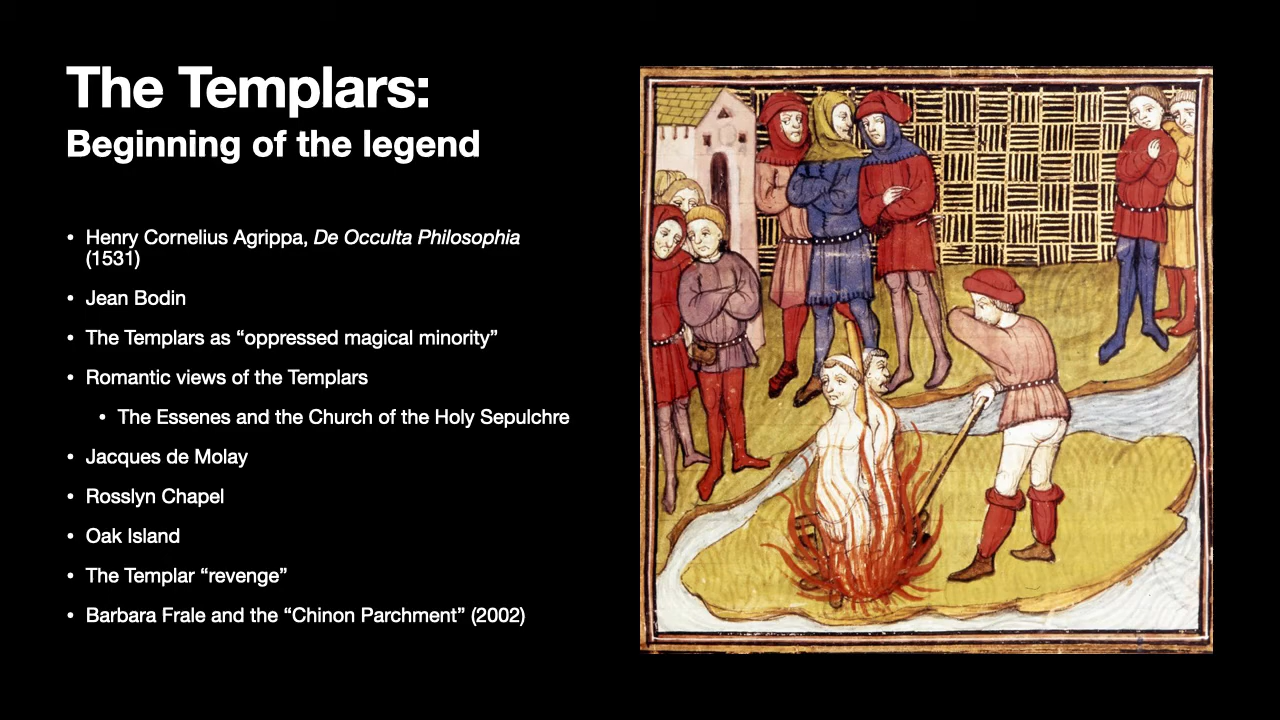 The Templars:
Beginning of the legend
• Henry Cornelius Agrippa, De Occulta Philosophia
(1531)
• Jean Bodin
• The Templars as “oppressed magical minority”
• Romantic views of the Templars
• The Essenes and the Church of the Holy Sepulchre
• Jacques de Molay
• Rosslyn Chapel
• Oak Island
• The Templar “revenge”
• Barbara Frale and the “Chinon Parchment” (2002)